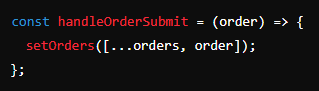 const handleOrderSubmit = (order) => {
  setOrders([...orders, order]);
};